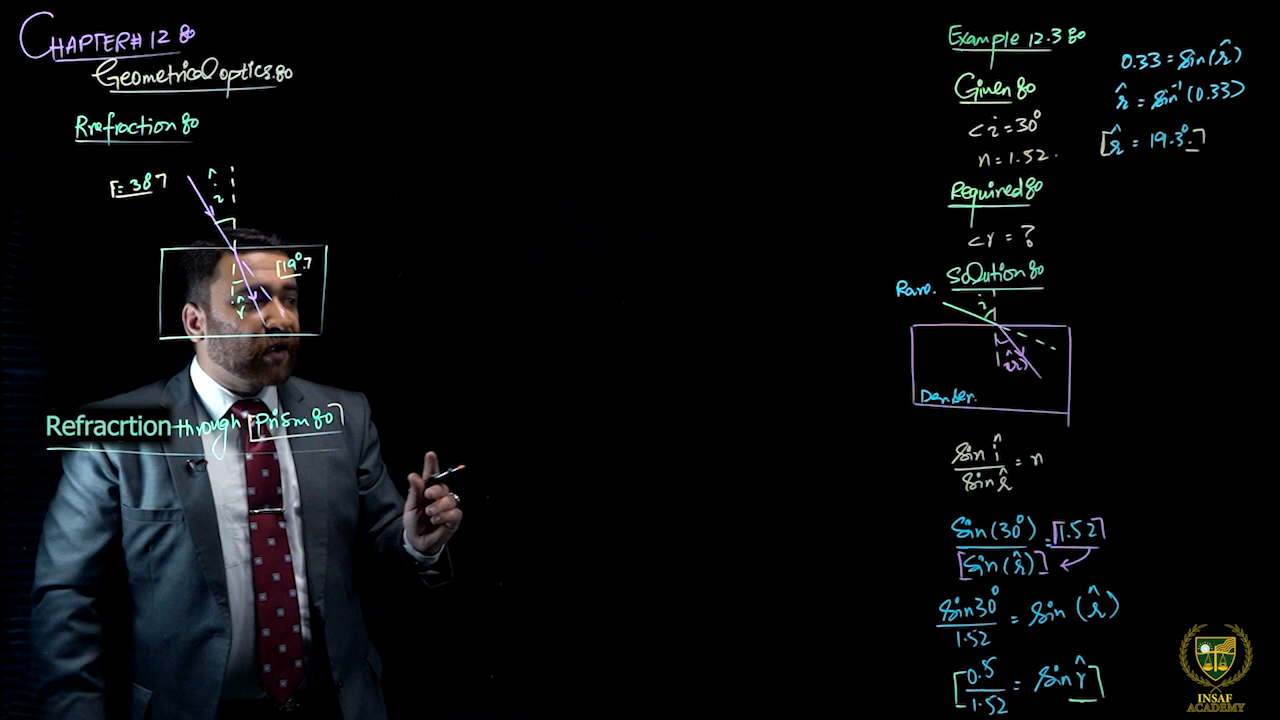 CHAPTER# 12 :
Geometrical optics :
Rrefraction :
[= 38°]
î
[19°.]
r̂
Refracrtion through [Prism :]
Example 12.3 :
Given :
<i = 30°
n = 1.52.
Required :
<r = ?
Solution :
Rare.
i
Denser.
sin î / sin r̂ = n
Sin(30°) / [Sin(r̂)] = [1.52]
Sin30° / 1.52 = Sin (r̂)
[0.5 / 1.52 = Sin r̂]
0.33 = Sin(r̂)
r̂ = Sin⁻¹(0.33)
[r̂ = 19.3°.]
INSAF
ACADEMY